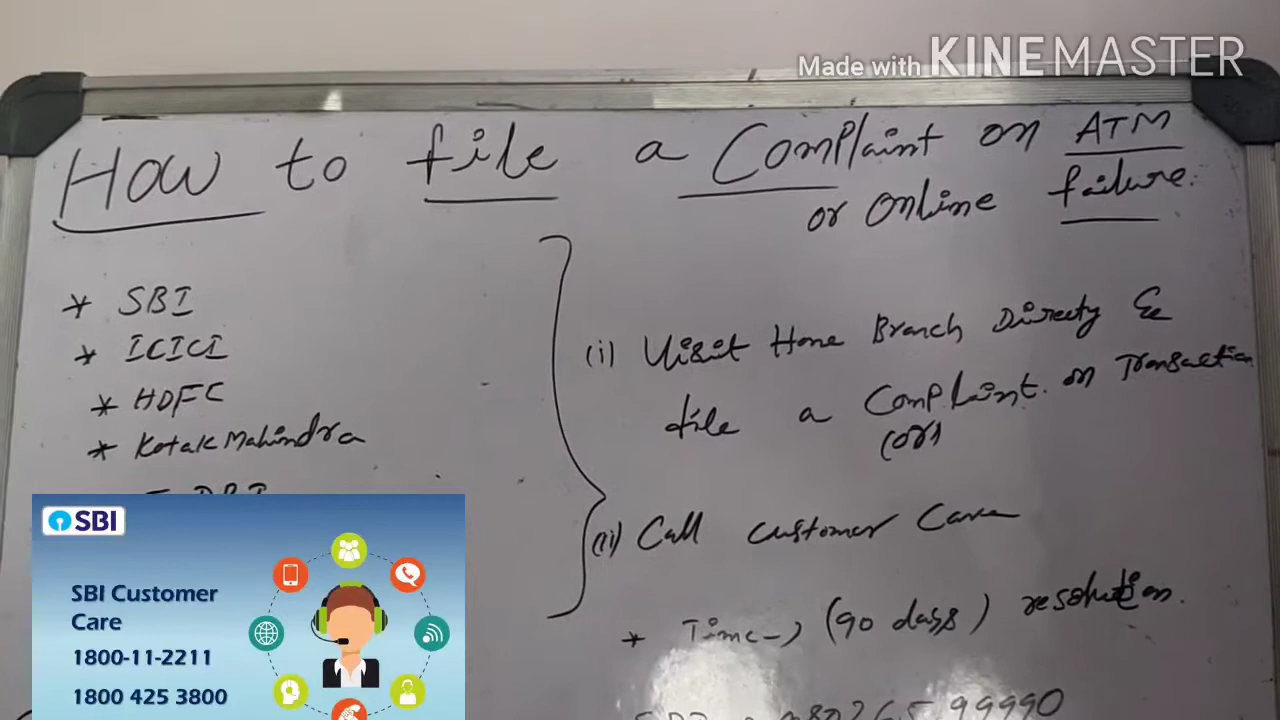 Made with KINEMASTER
How to file a Complaint on ATM
or Online failure.
* SBI
* ICICI
* HDFC
* Kotak Mahindra
(i) Visit Home Branch Directy &
file a Complaint. on Transaction
(or)
(ii) Call Customer Care
* Time → (90 days) resolution.
SBI
SBI Customer
Care
1800-11-2211
1800 425 3800